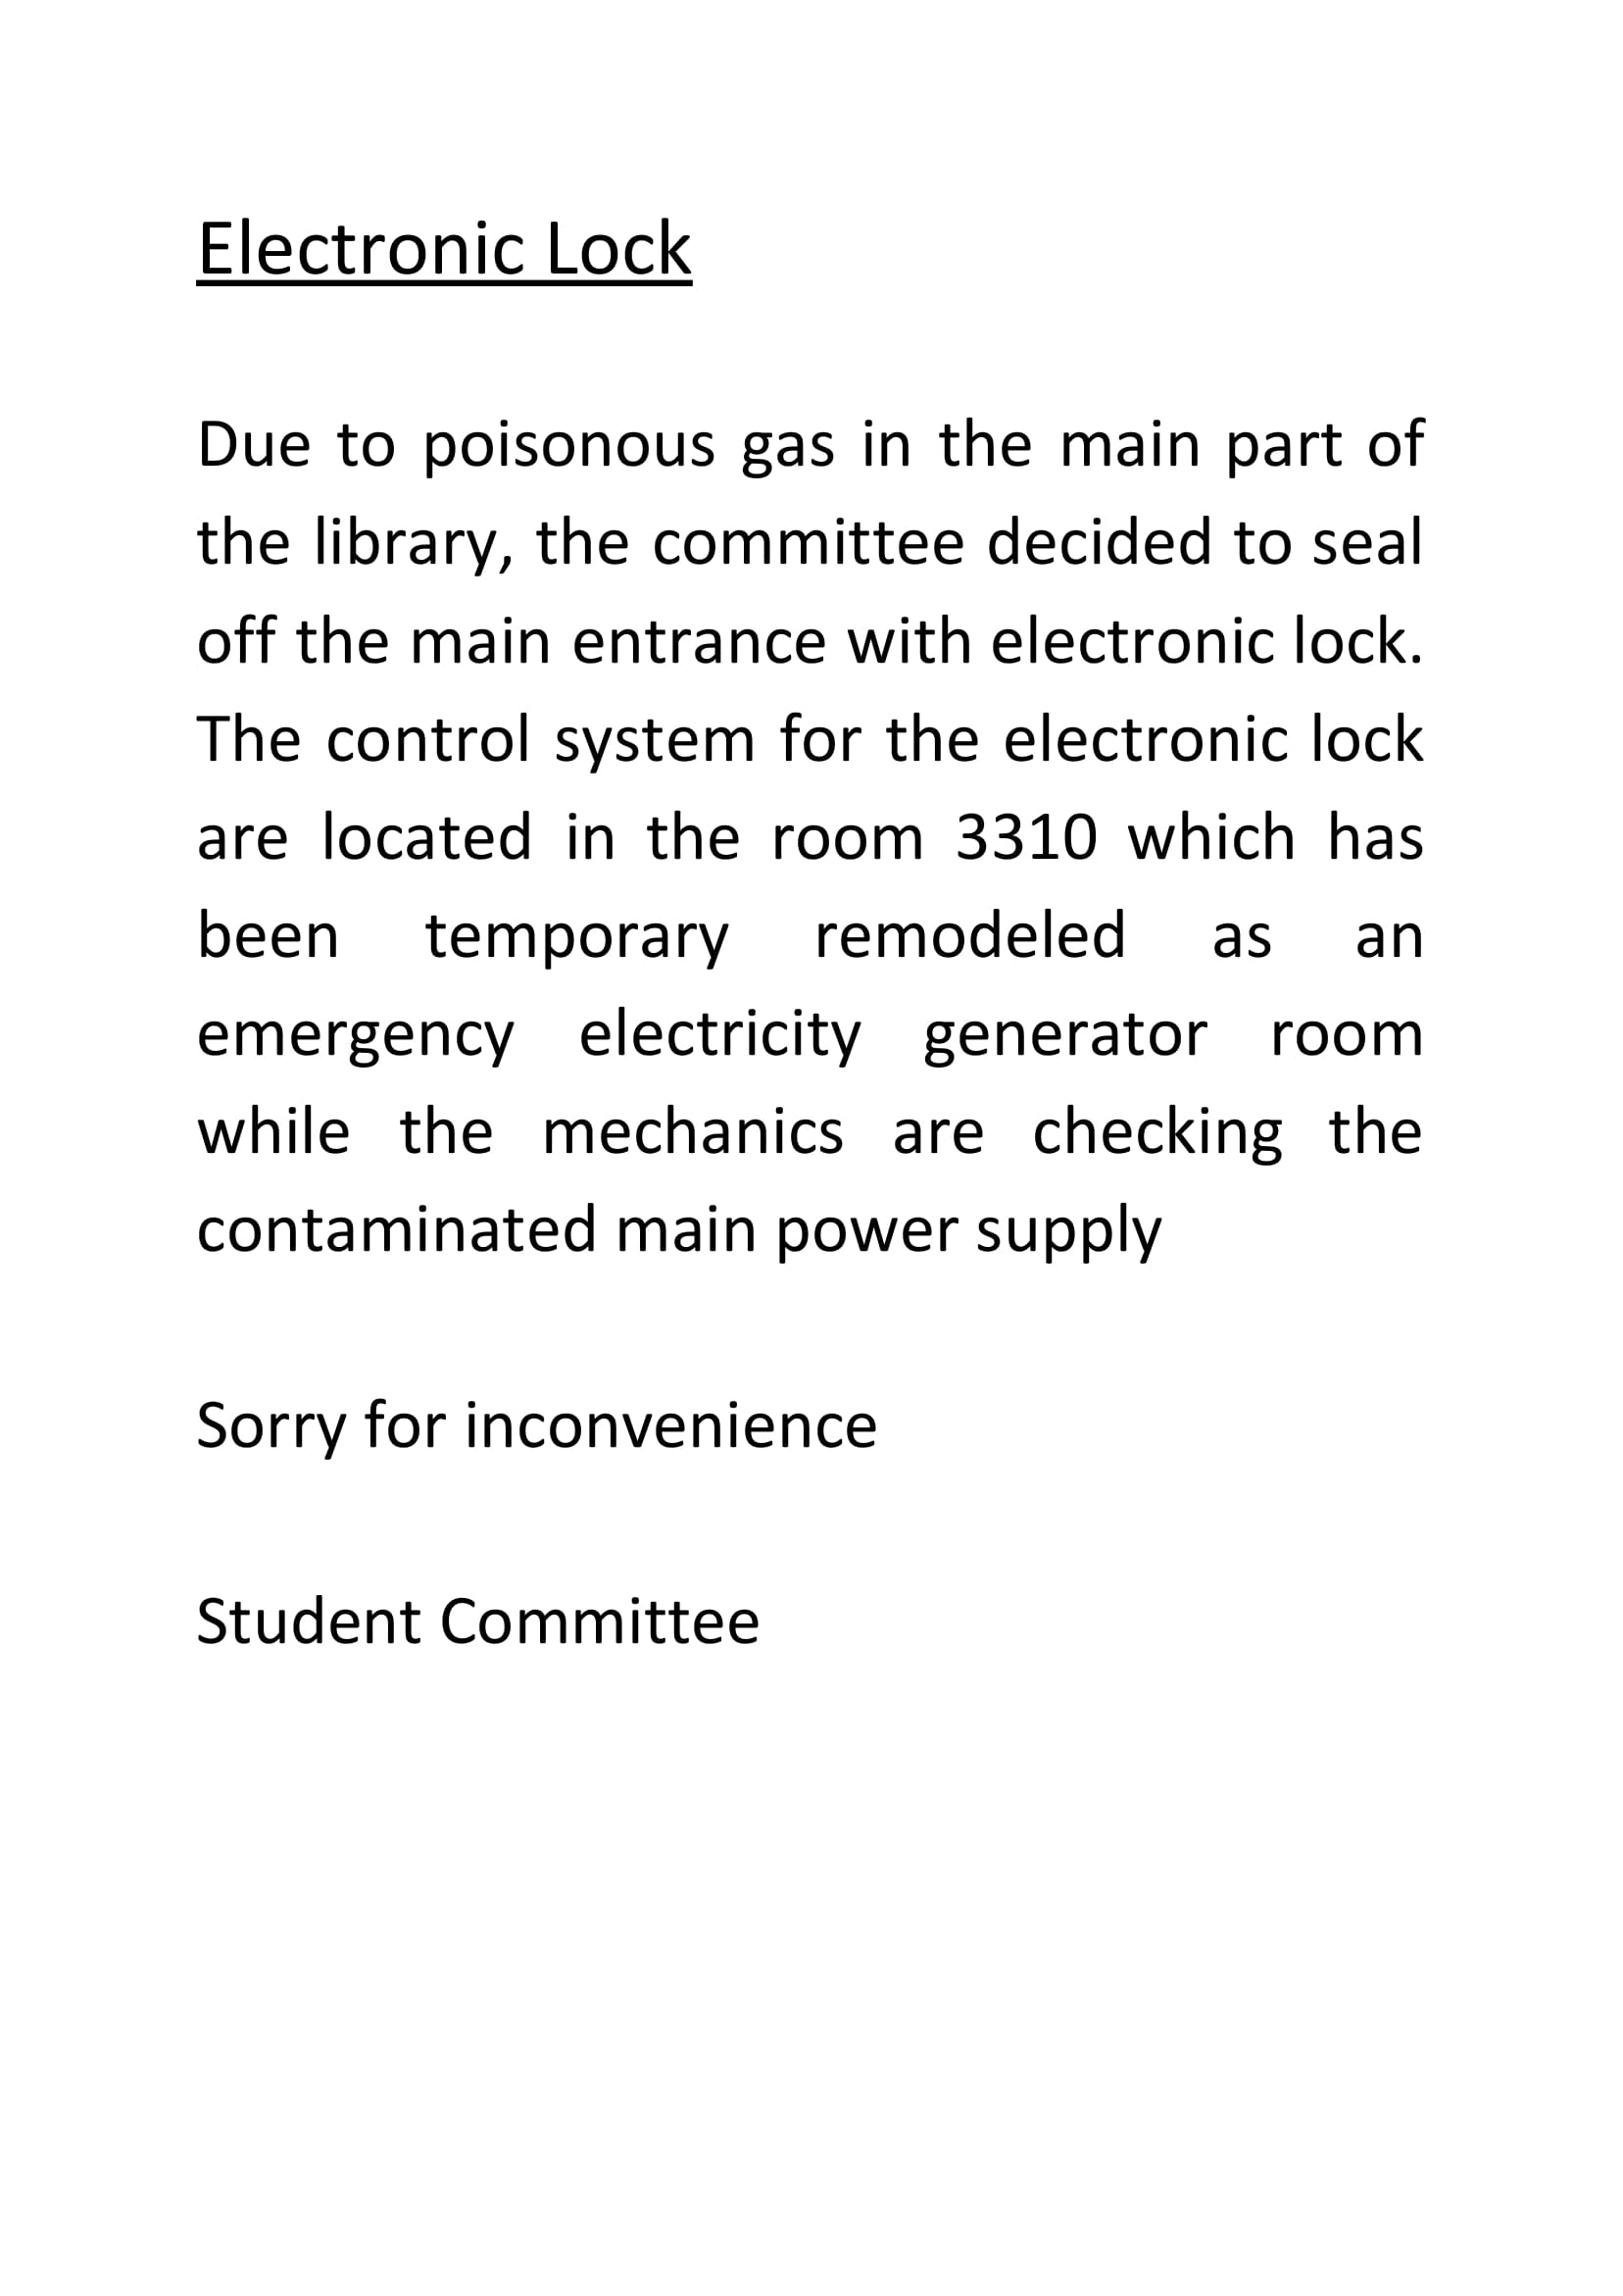 Electronic Lock
Due to poisonous gas in the main part of
the library, the committee decided to seal
off the main entrance with electronic lock.
The control system for the electronic lock
are located in the room 3310 which has
been temporary remodeled as an
emergency electricity generator room
while the mechanics are checking the
contaminated main power supply
Sorry for inconvenience
Student Committee